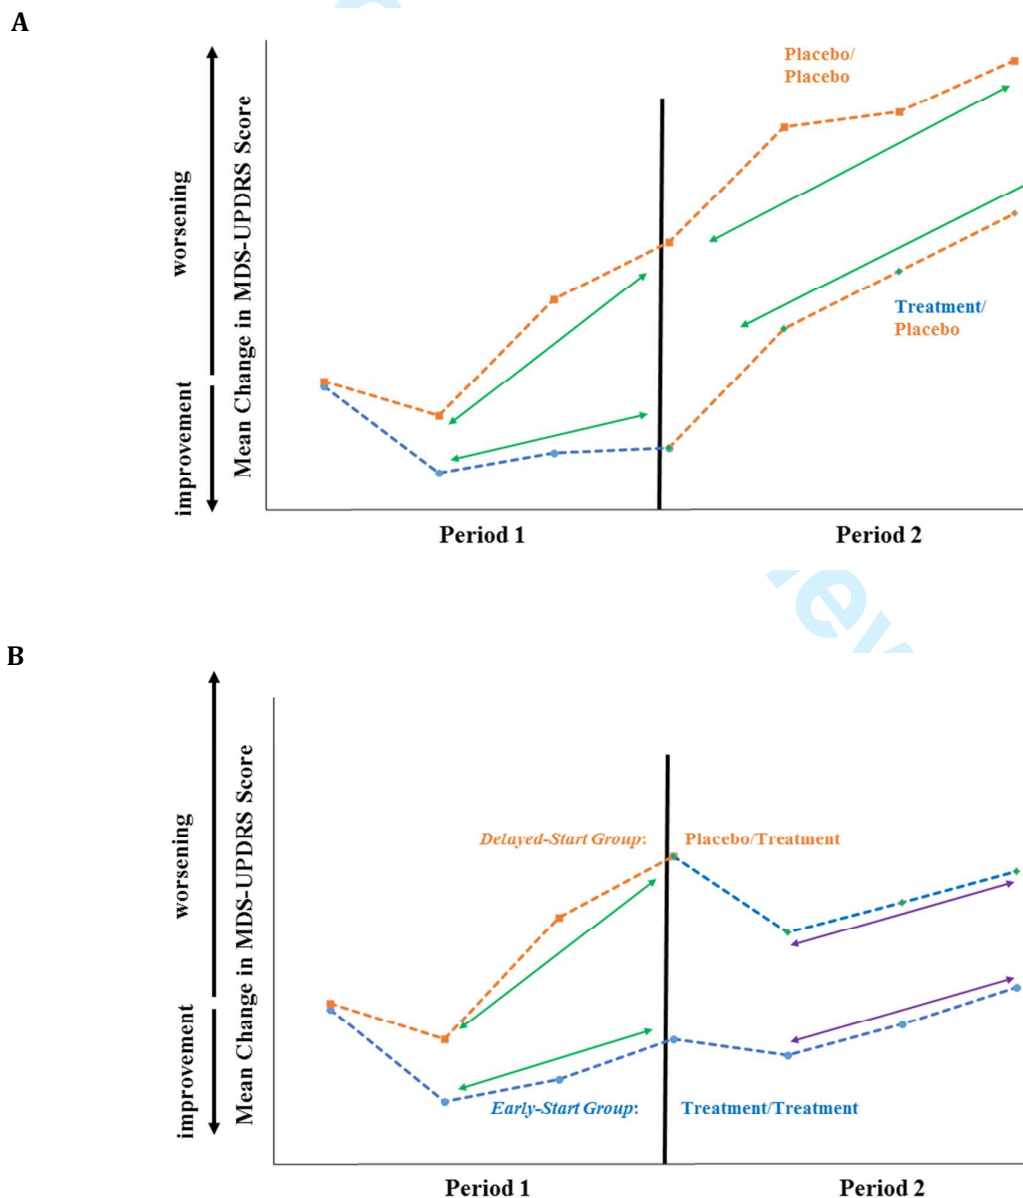 A
Placebo/
Placebo
worsening
improvement
Mean Change in MDS-UPDRS Score
Treatment/
Placebo
Period 1
Period 2
B
worsening
improvement
Mean Change in MDS-UPDRS Score
Delayed-Start Group: Placebo/Treatment
Early-Start Group: Treatment/Treatment
Period 1
Period 2